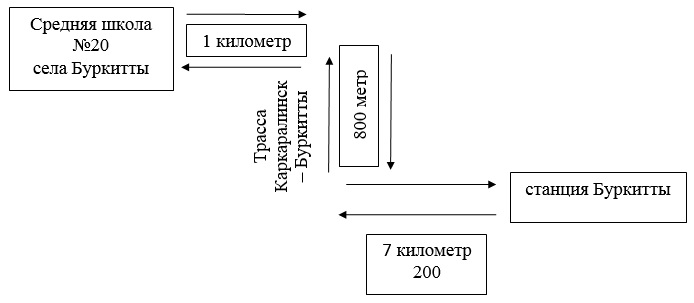 Средняя школа
№20
села Буркитты
1 километр
Трасса
Каркаралинск
– Буркитты
800 метр
станция Буркитты
7 километр
200